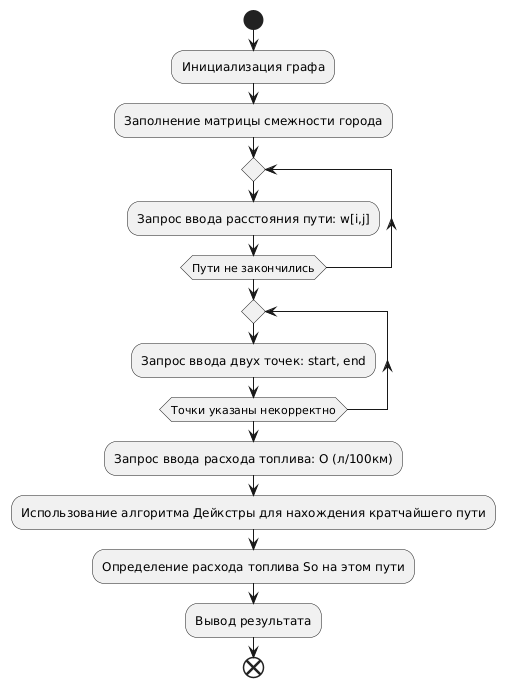 Инициализация графа
Заполнение матрицы смежности города
Запрос ввода расстояния пути: w[i,j]
Пути не закончились
Запрос ввода двух точек: start, end
Точки указаны некорректно
Запрос ввода расхода топлива: O (л/100км)
Использование алгоритма Дейкстры для нахождения кратчайшего пути
Определение расхода топлива So на этом пути
Вывод результата